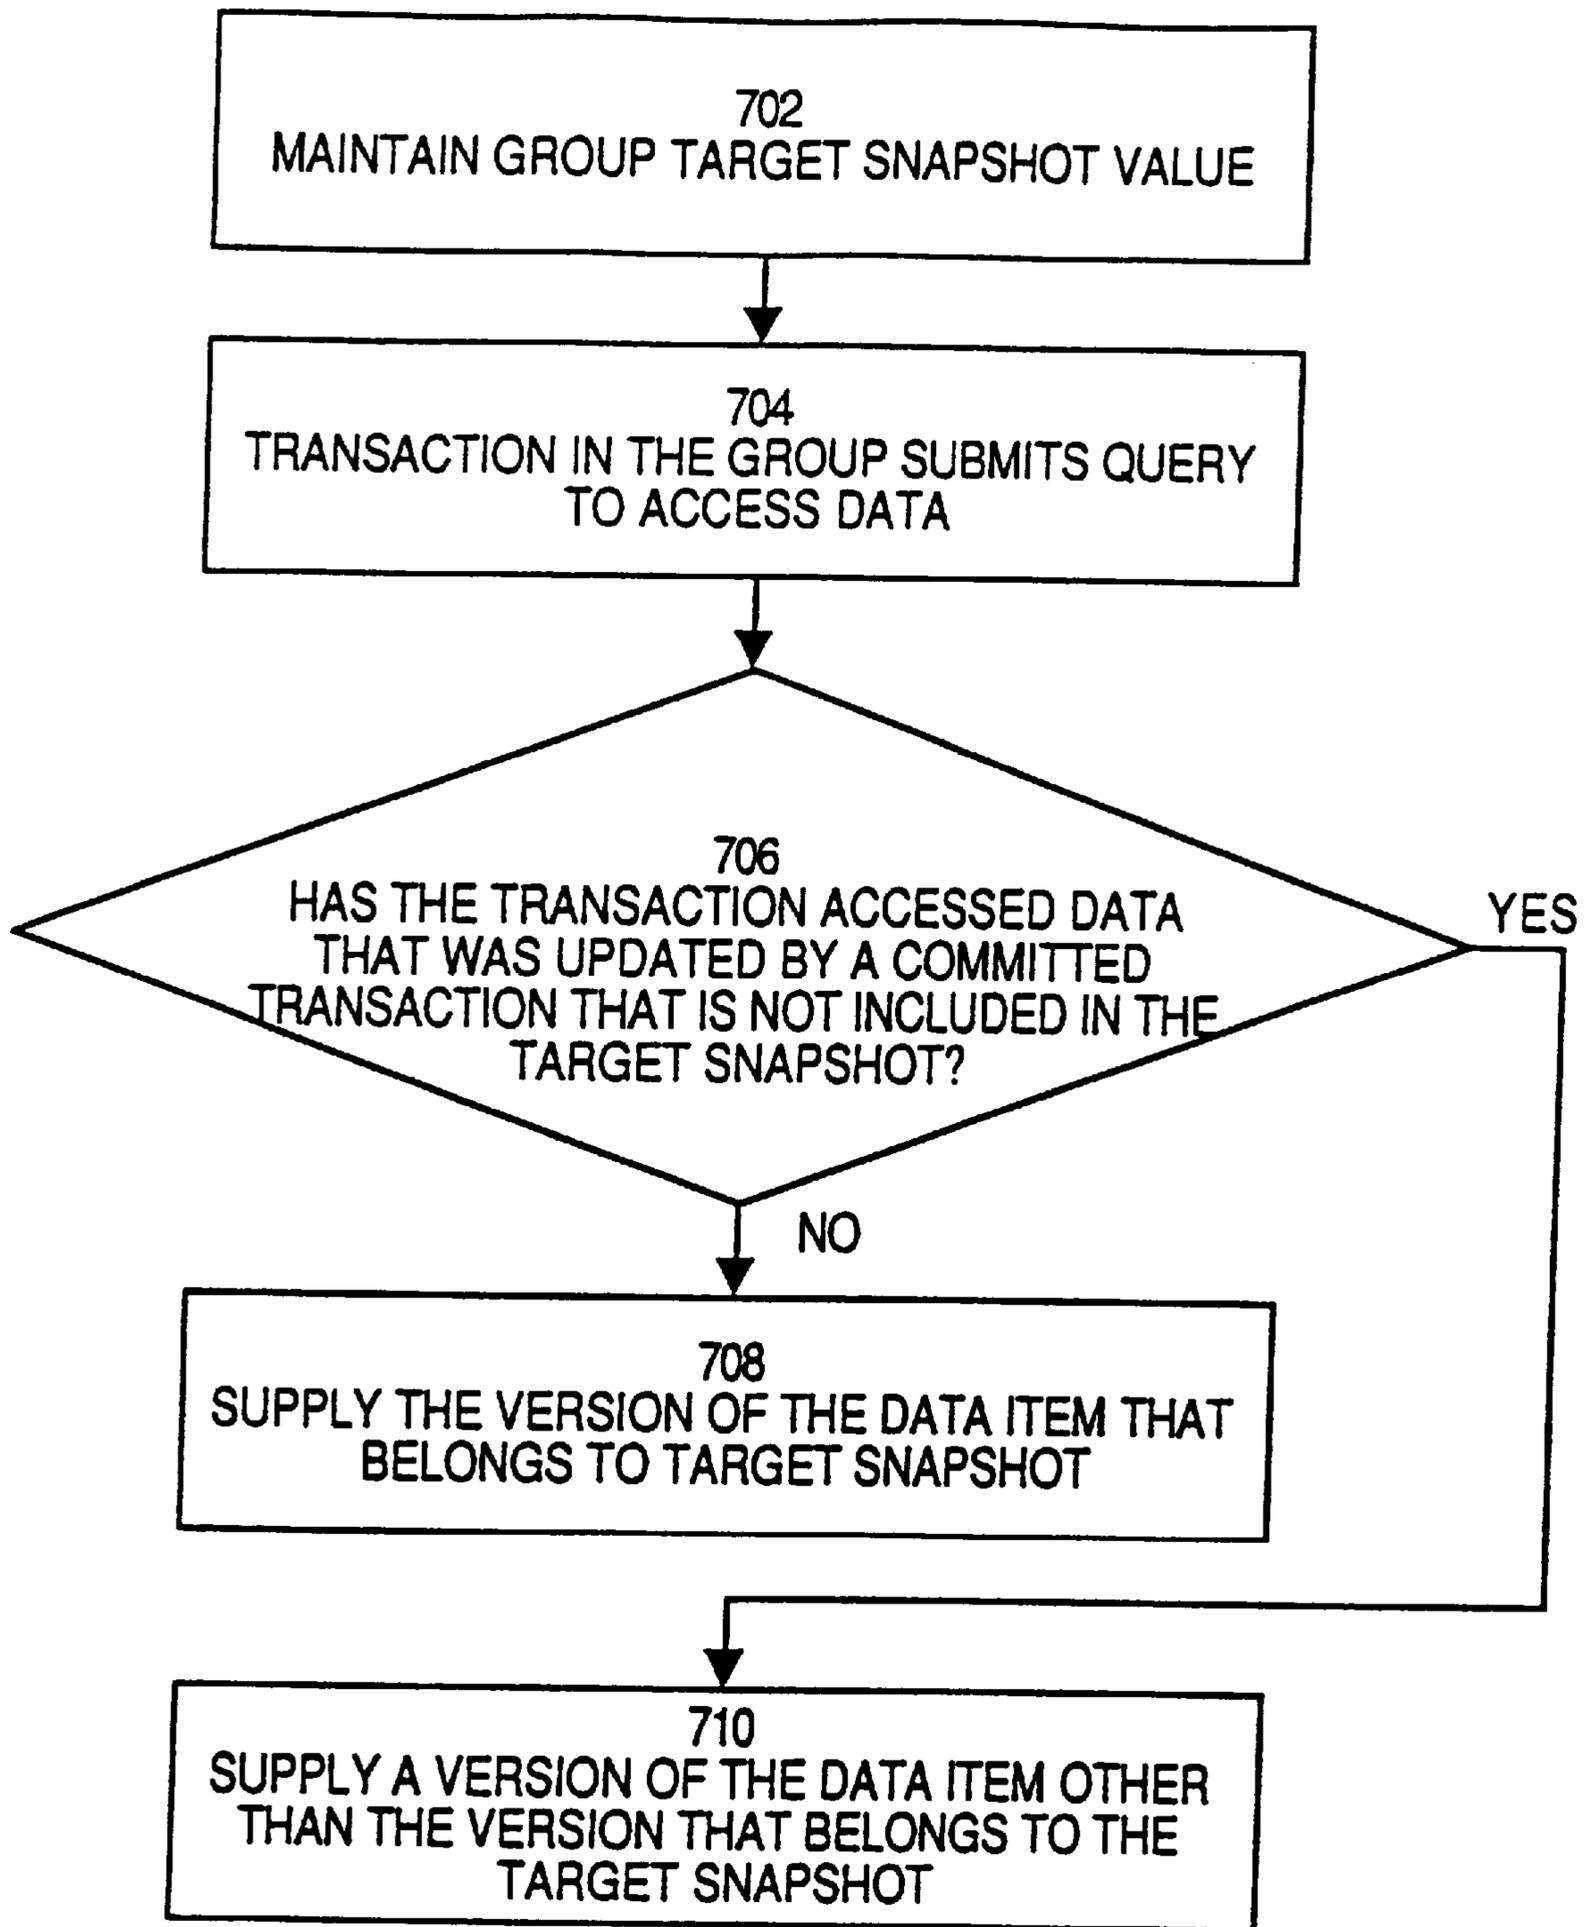 702
MAINTAIN GROUP TARGET SNAPSHOT VALUE
704
TRANSACTION IN THE GROUP SUBMITS QUERY
TO ACCESS DATA
706
HAS THE TRANSACTION ACCESSED DATA
THAT WAS UPDATED BY A COMMITTED
TRANSACTION THAT IS NOT INCLUDED IN THE
TARGET SNAPSHOT?
YES
NO
708
SUPPLY THE VERSION OF THE DATA ITEM THAT
BELONGS TO TARGET SNAPSHOT
710
SUPPLY A VERSION OF THE DATA ITEM OTHER
THAN THE VERSION THAT BELONGS TO THE
TARGET SNAPSHOT